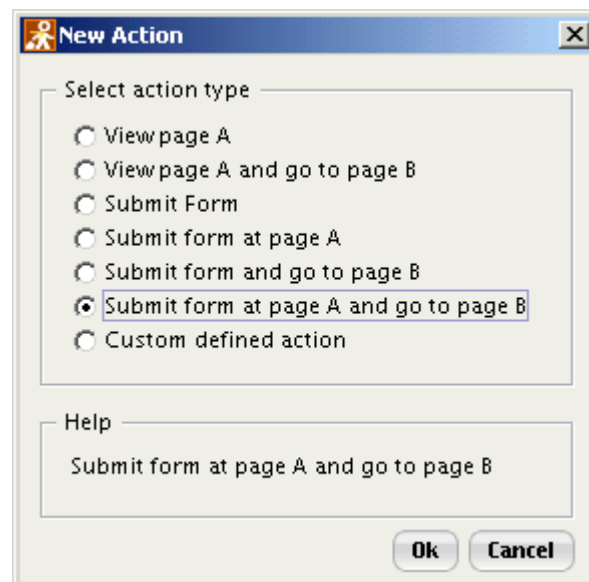 New Action
Select action type
View page A
View page A and go to page B
Submit Form
Submit form at page A
Submit form and go to page B
Submit form at page A and go to page B
Custom defined action
Help
Submit form at page A and go to page B
Ok Cancel